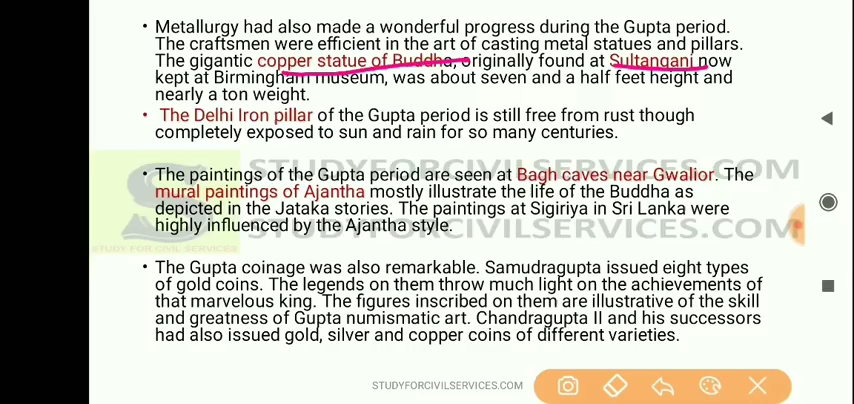 • Metallurgy had also made a wonderful progress during the Gupta period.
The craftsmen were efficient in the art of casting metal statues and pillars.
The gigantic copper statue of Buddha, originally found at Sultanganj now
kept at Birmingham museum, was about seven and a half feet height and
nearly a ton weight.
• The Delhi Iron pillar of the Gupta period is still free from rust though
completely exposed to sun and rain for so many centuries.
STUDYFORCIVILSERVICES.COM
• The paintings of the Gupta period are seen at Bagh caves near Gwalior. The
mural paintings of Ajantha mostly illustrate the life of the Buddha as
depicted in the Jataka stories. The paintings at Sigiriya in Sri Lanka were
highly influenced by the Ajantha style.
STUDYFORCIVILSERVICES.COM
STUDY FOR CIVIL SERVICES
• The Gupta coinage was also remarkable. Samudragupta issued eight types
of gold coins. The legends on them throw much light on the achievements of
that marvelous king. The figures inscribed on them are illustrative of the skill
and greatness of Gupta numismatic art. Chandragupta II and his successors
had also issued gold, silver and copper coins of different varieties.
STUDYFORCIVILSERVICES.COM